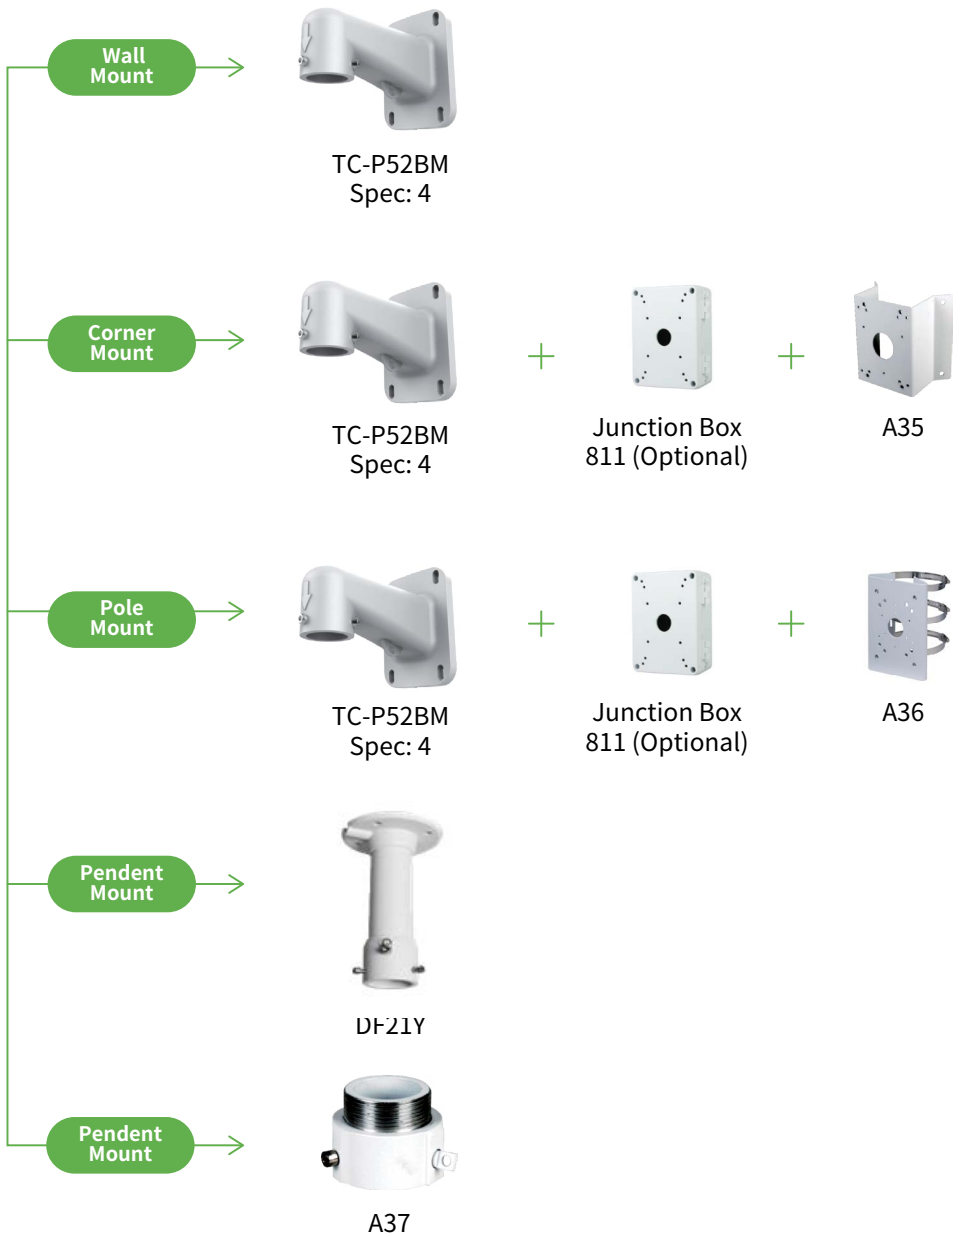 Wall
Mount
TC-P52BM
Spec: 4
Corner
Mount
TC-P52BM
Spec: 4
Junction Box
811 (Optional)
A35
Pole
Mount
TC-P52BM
Spec: 4
Junction Box
811 (Optional)
A36
Pendent
Mount
DF21Y
Pendent
Mount
A37